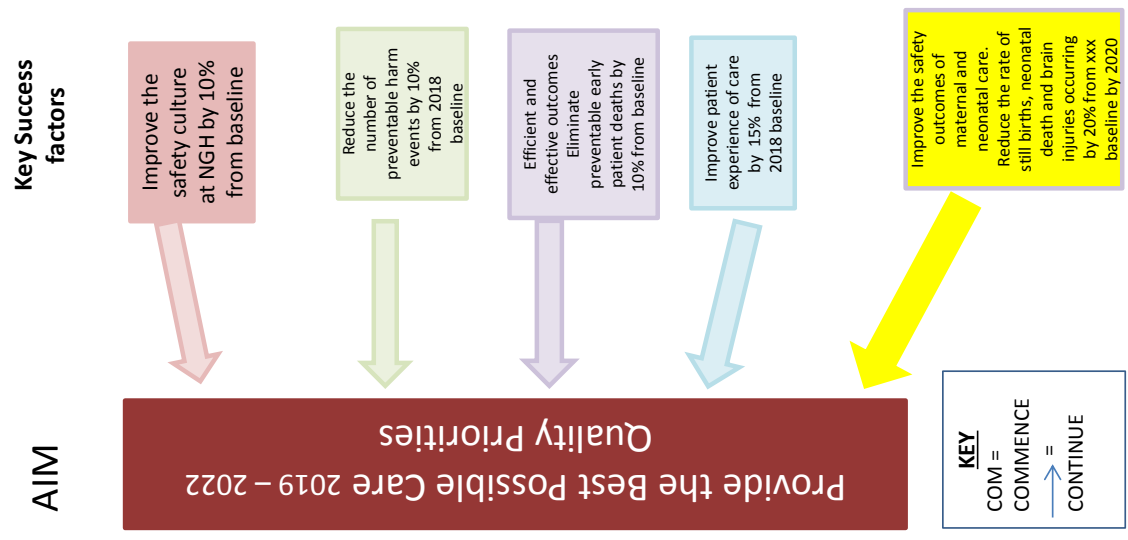 AIM
Provide the Best Possible Care 2019 – 2022
Quality Priorities
Key Success
factors
Improve the
safety culture
at NGH by 10%
from baseline
Reduce the
number of
preventable harm
events by 10%
from 2018
baseline
Efficient and
effective outcomes
Eliminate
preventable early
patient deaths by
10% from baseline
Improve patient
experience of care
by 15% from
2018 baseline
Improve the safety
outcomes of
maternal and
neonatal care.
Reduce the rate of
still births, neonatal
death and brain
injuries occurring
by 20% from xxx
baseline by 2020
KEY
COM =
COMMENCE
=
CONTINUE